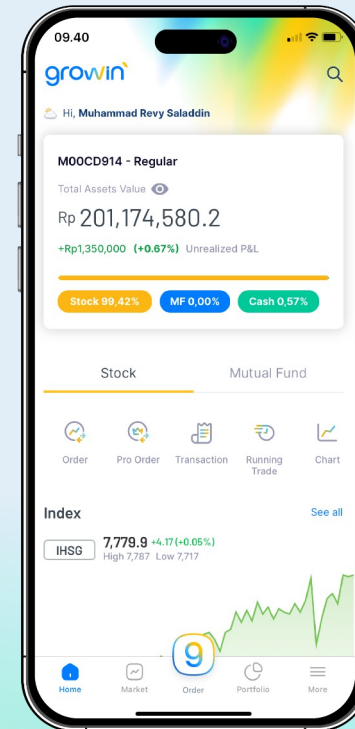 09.40
growin'
Hi, Muhammad Revy Saladdin
M00CD914 - Regular
Total Assets Value
Rp 201,174,580.2
+Rp1,350,000 (+0.67%) Unrealized P&L
Stock 99,42% MF 0,00% Cash 0,57%
Stock Mutual Fund
Order Pro Order Transaction Running Trade Chart
Index See all
IHSG 7,779.9 +4.17 (+0.05%)
High 7,787 Low 7,717
9
Home Market Order Portfolio More